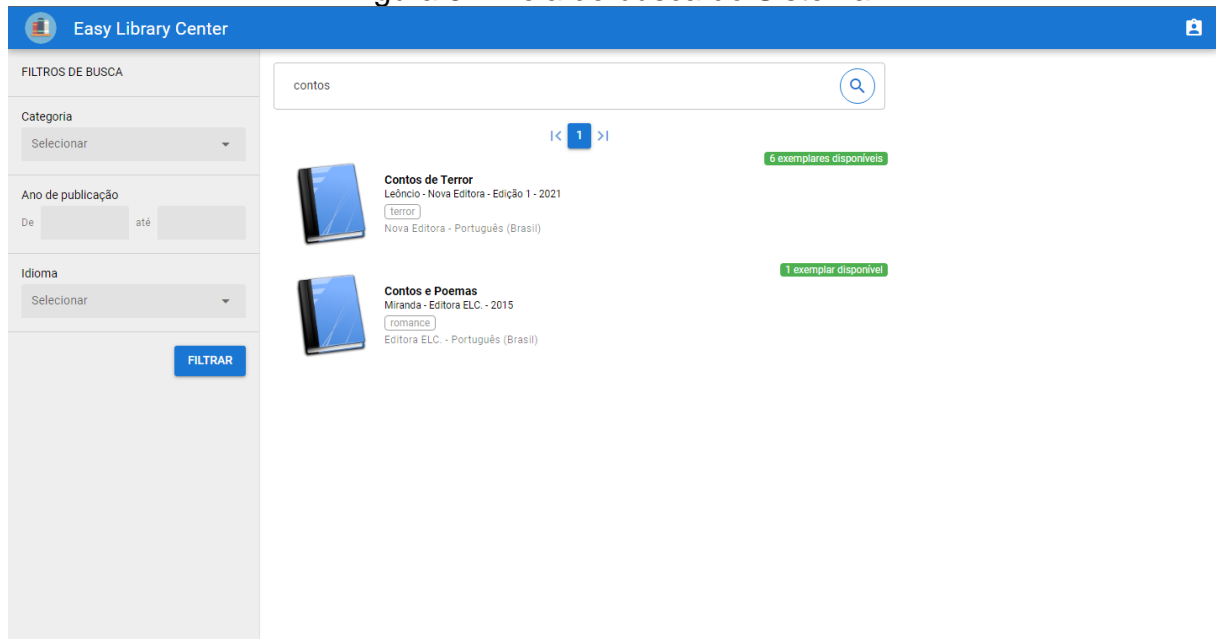 Easy Library Center
FILTROS DE BUSCA
Categoria
Selecionar
Ano de publicação
De até
Idioma
Selecionar
FILTRAR
contos
1
6 exemplares disponíveis
Contos de Terror
Leôncio - Nova Editora - Edição 1 - 2021
terror
Nova Editora - Português (Brasil)
1 exemplar disponível
Contos e Poemas
Miranda - Editora ELC. - 2015
romance
Editora ELC. - Português (Brasil)